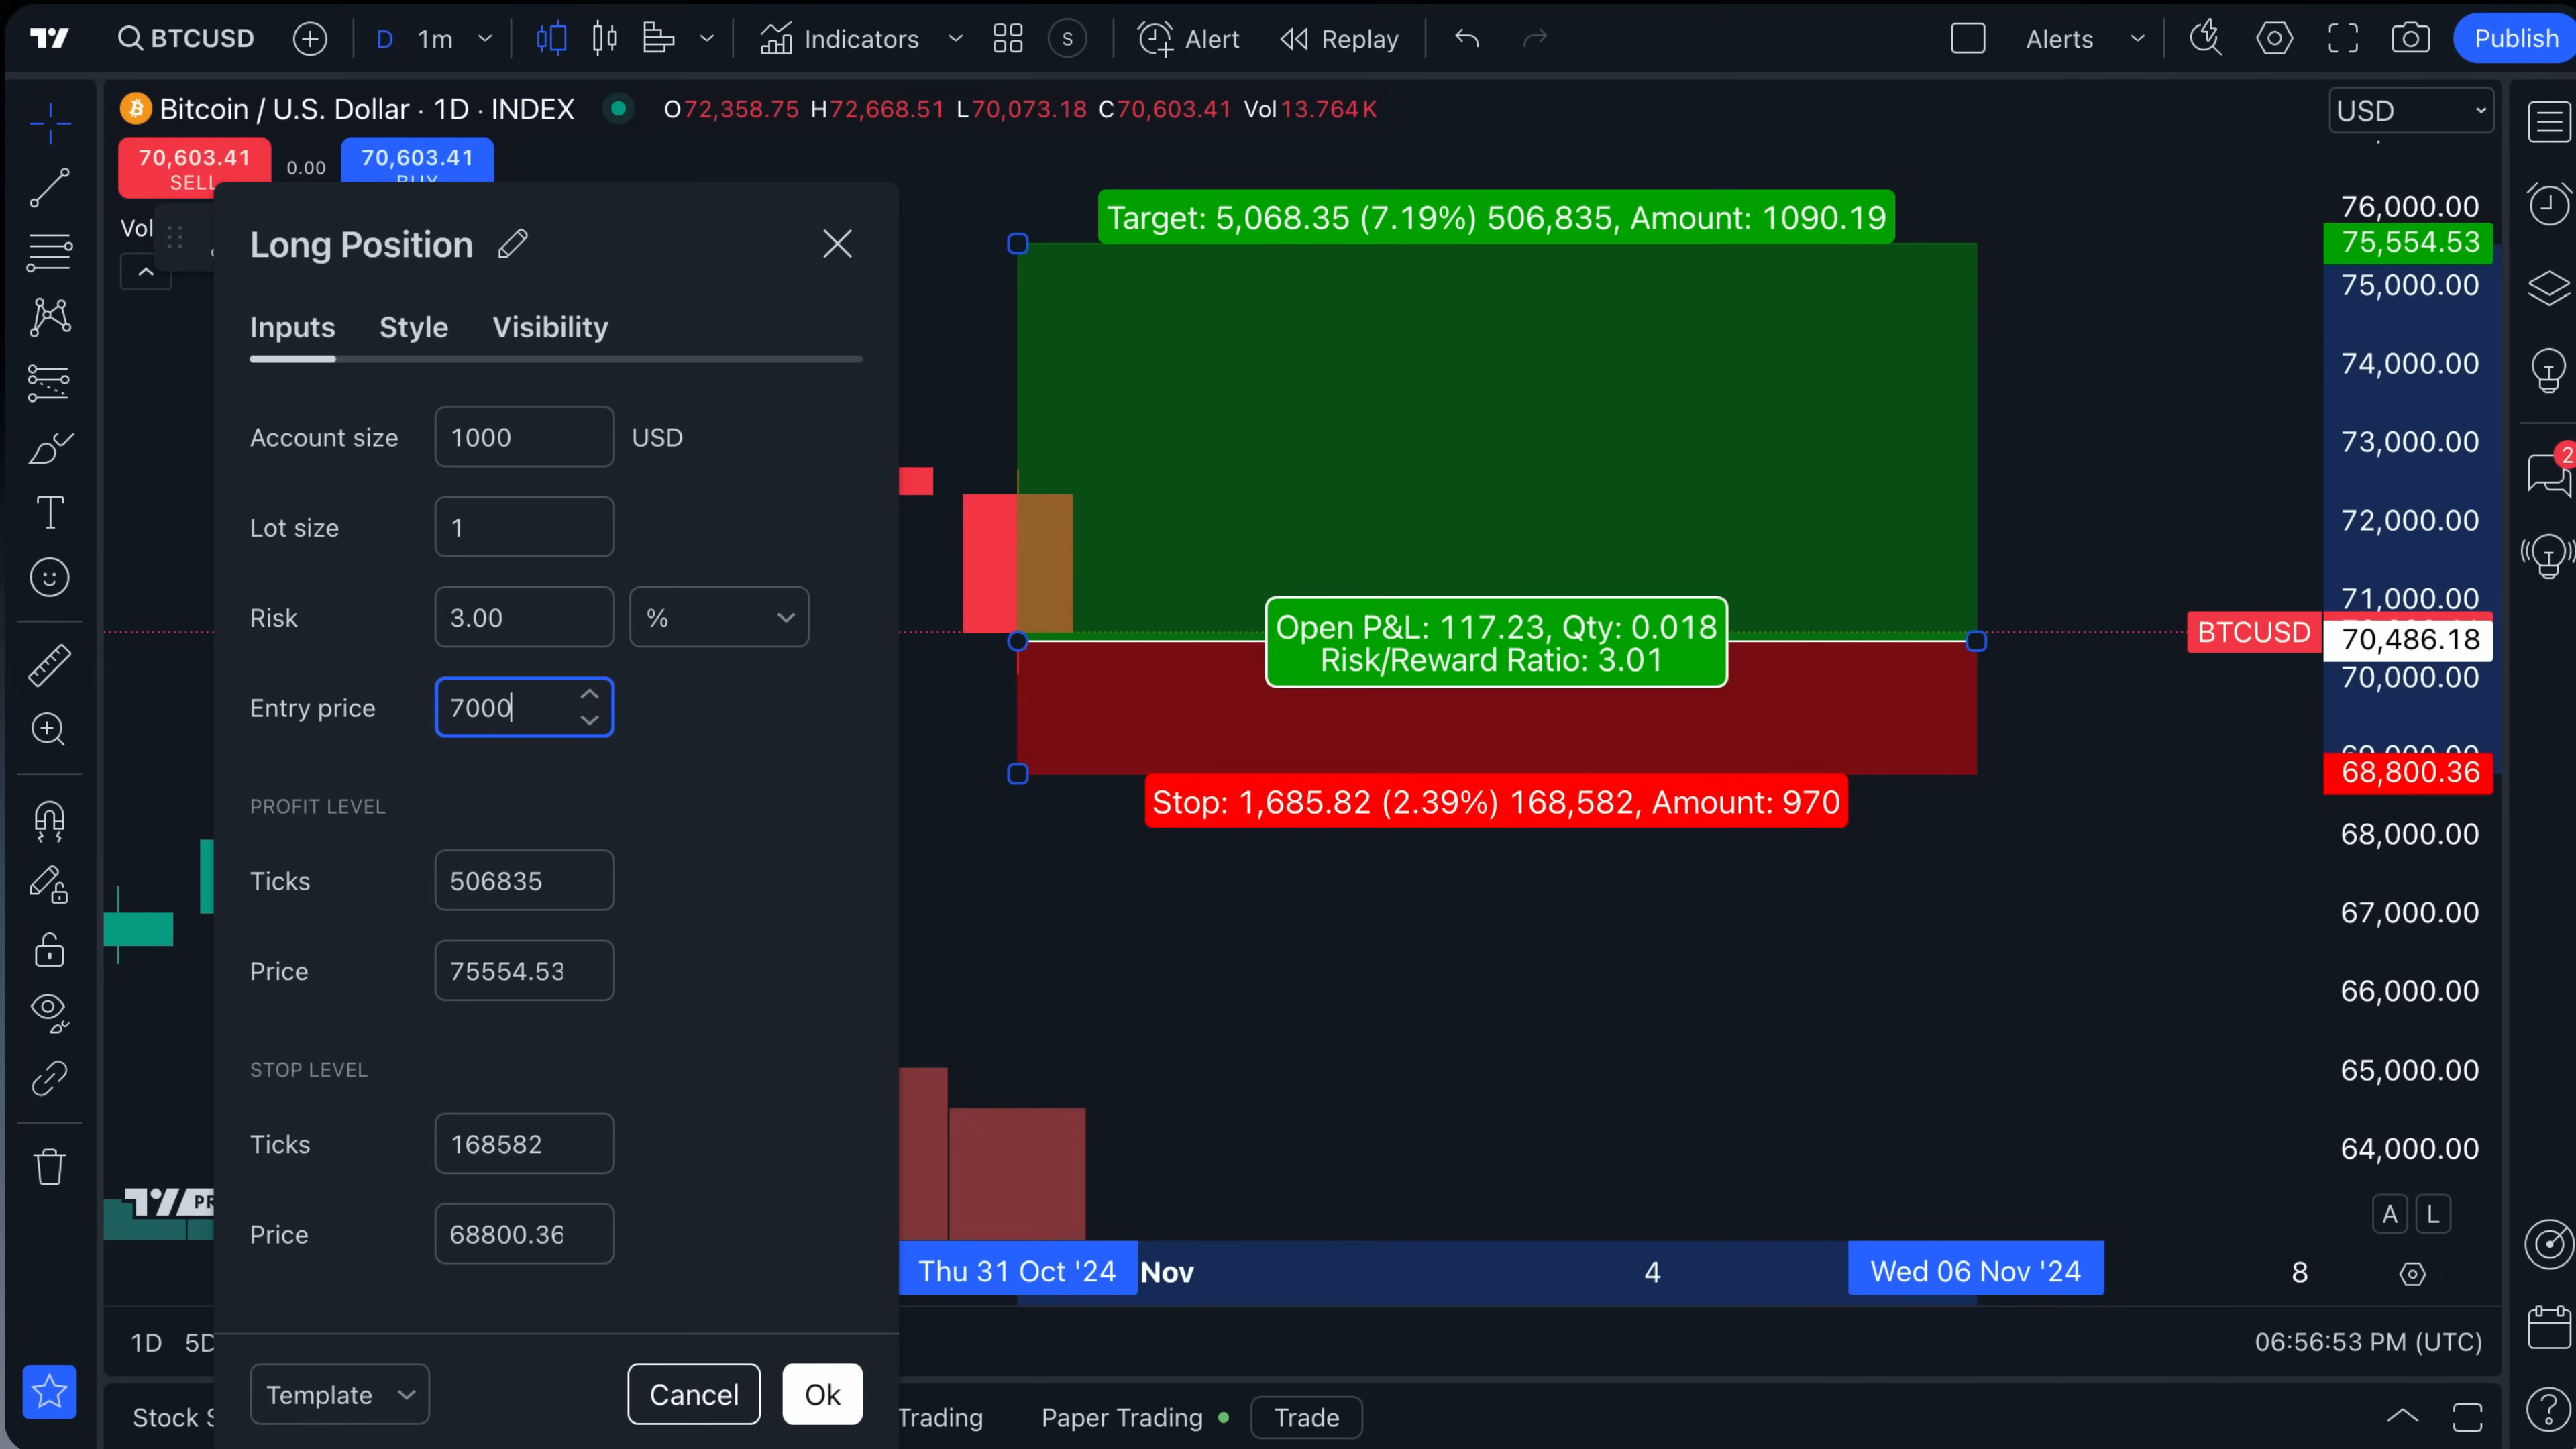 BTCUSD
D 1m
Indicators
S
Alert
Replay
Alerts
Publish
Bitcoin / U.S. Dollar · 1D · INDEX
O72,358.75 H72,668.51 L70,073.18 C70,603.41 Vol13.764K
USD
70,603.41
SELL
0.00
70,603.41
BUY
Vol
Long Position
Inputs Style Visibility
Account size 1000 USD
Lot size 1
Risk 3.00 %
Entry price 7000
PROFIT LEVEL
Ticks 506835
Price 75554.53
STOP LEVEL
Ticks 168582
Price 68800.36
Template
Cancel
Ok
Target: 5,068.35 (7.19%) 506,835, Amount: 1090.19
Open P&L: 117.23, Qty: 0.018
Risk/Reward Ratio: 3.01
Stop: 1,685.82 (2.39%) 168,582, Amount: 970
76,000.00
75,554.53
75,000.00
74,000.00
73,000.00
72,000.00
71,000.00
BTCUSD 70,486.18
70,000.00
69,000.00
68,800.36
68,000.00
67,000.00
66,000.00
65,000.00
64,000.00
A L
2
Thu 31 Oct '24 Nov 4 Wed 06 Nov '24 8
1D 5D
06:56:53 PM (UTC)
Stock S
Trading
Paper Trading
Trade